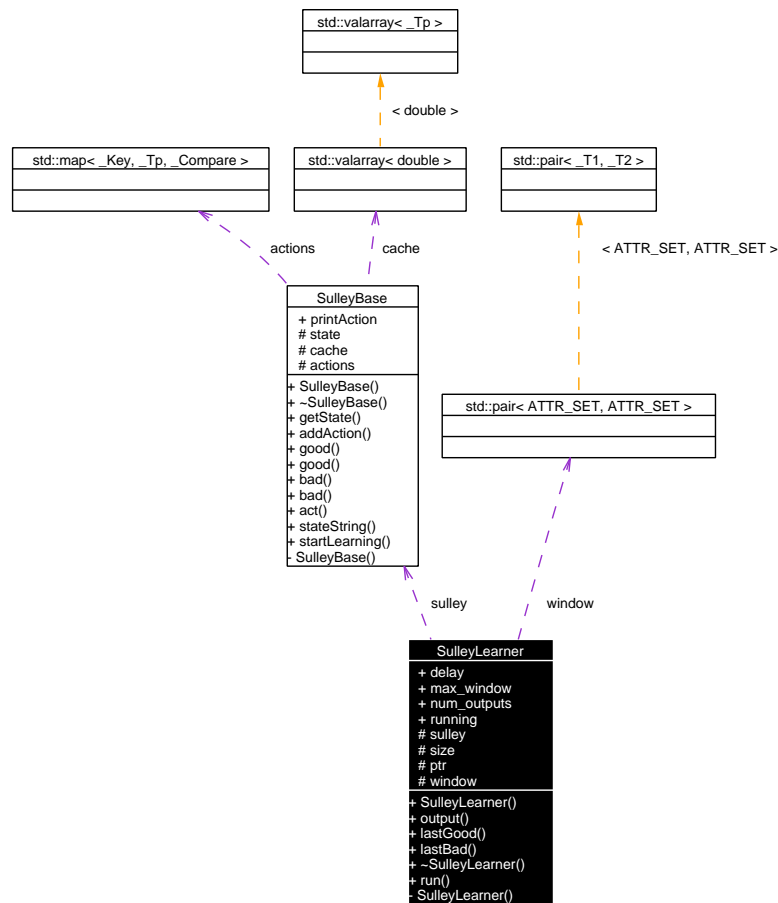 std::valarray< _Tp >
< double >
std::map< _Key, _Tp, _Compare >
std::valarray< double >
std::pair< _T1, _T2 >
actions
cache
< ATTR_SET, ATTR_SET >
SulleyBase
+ printAction
# state
# cache
# actions
+ SulleyBase()
+ ~SulleyBase()
+ getState()
+ addAction()
+ good()
+ good()
+ bad()
+ bad()
+ act()
+ stateString()
+ startLearning()
- SulleyBase()
std::pair< ATTR_SET, ATTR_SET >
sulley
window
SulleyLearner
+ delay
+ max_window
+ num_outputs
+ running
# sulley
# size
# ptr
# window
+ SulleyLearner()
+ output()
+ lastGood()
+ lastBad()
+ ~SulleyLearner()
+ run()
- SulleyLearner()